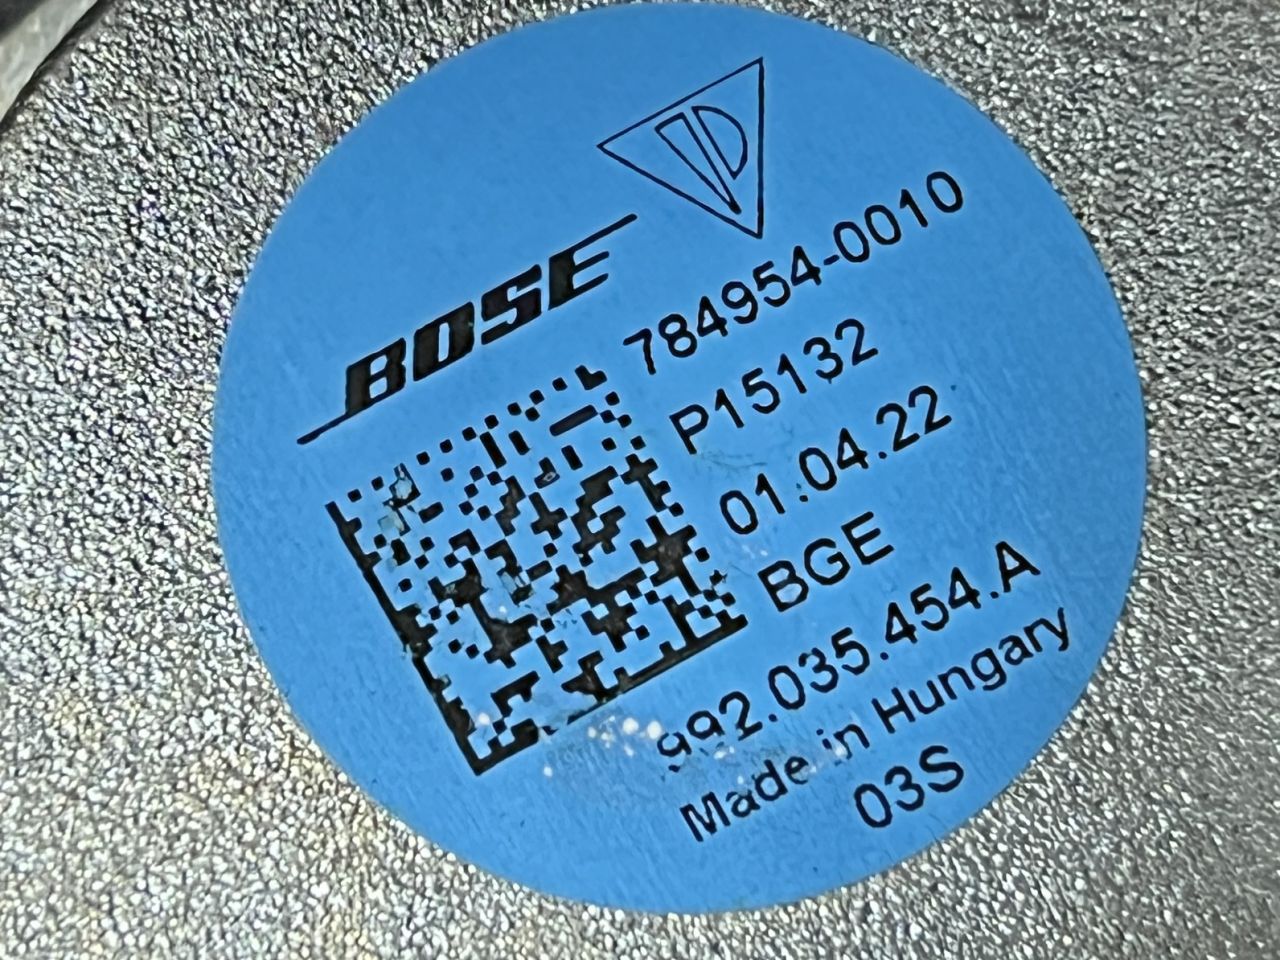 BOSE
784954-0010
P15132
01.04.22
BGE
992.035.454.A
Made in Hungary
03S